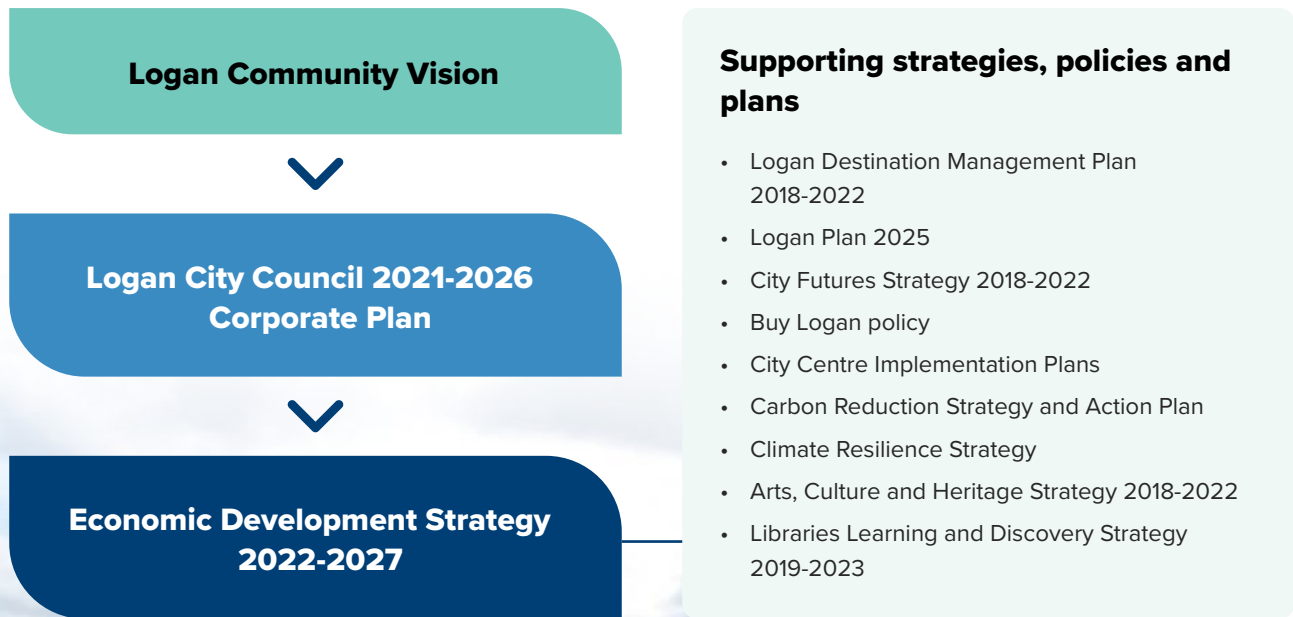 Logan Community Vision
Logan City Council 2021-2026
Corporate Plan
Economic Development Strategy
2022-2027
Supporting strategies, policies and
plans
• Logan Destination Management Plan
2018-2022
• Logan Plan 2025
• City Futures Strategy 2018-2022
• Buy Logan policy
• City Centre Implementation Plans
• Carbon Reduction Strategy and Action Plan
• Climate Resilience Strategy
• Arts, Culture and Heritage Strategy 2018-2022
• Libraries Learning and Discovery Strategy
2019-2023